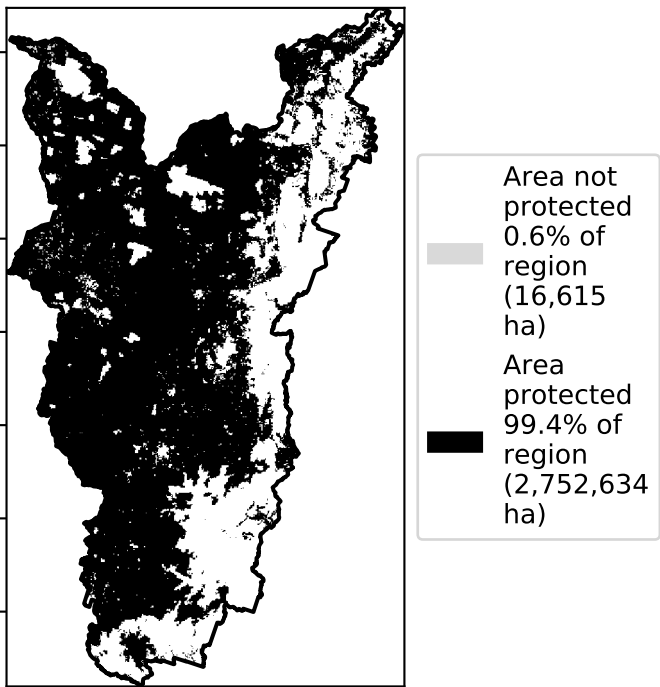 Area not
protected
0.6% of
region
(16,615
ha)
Area
protected
99.4% of
region
(2,752,634
ha)